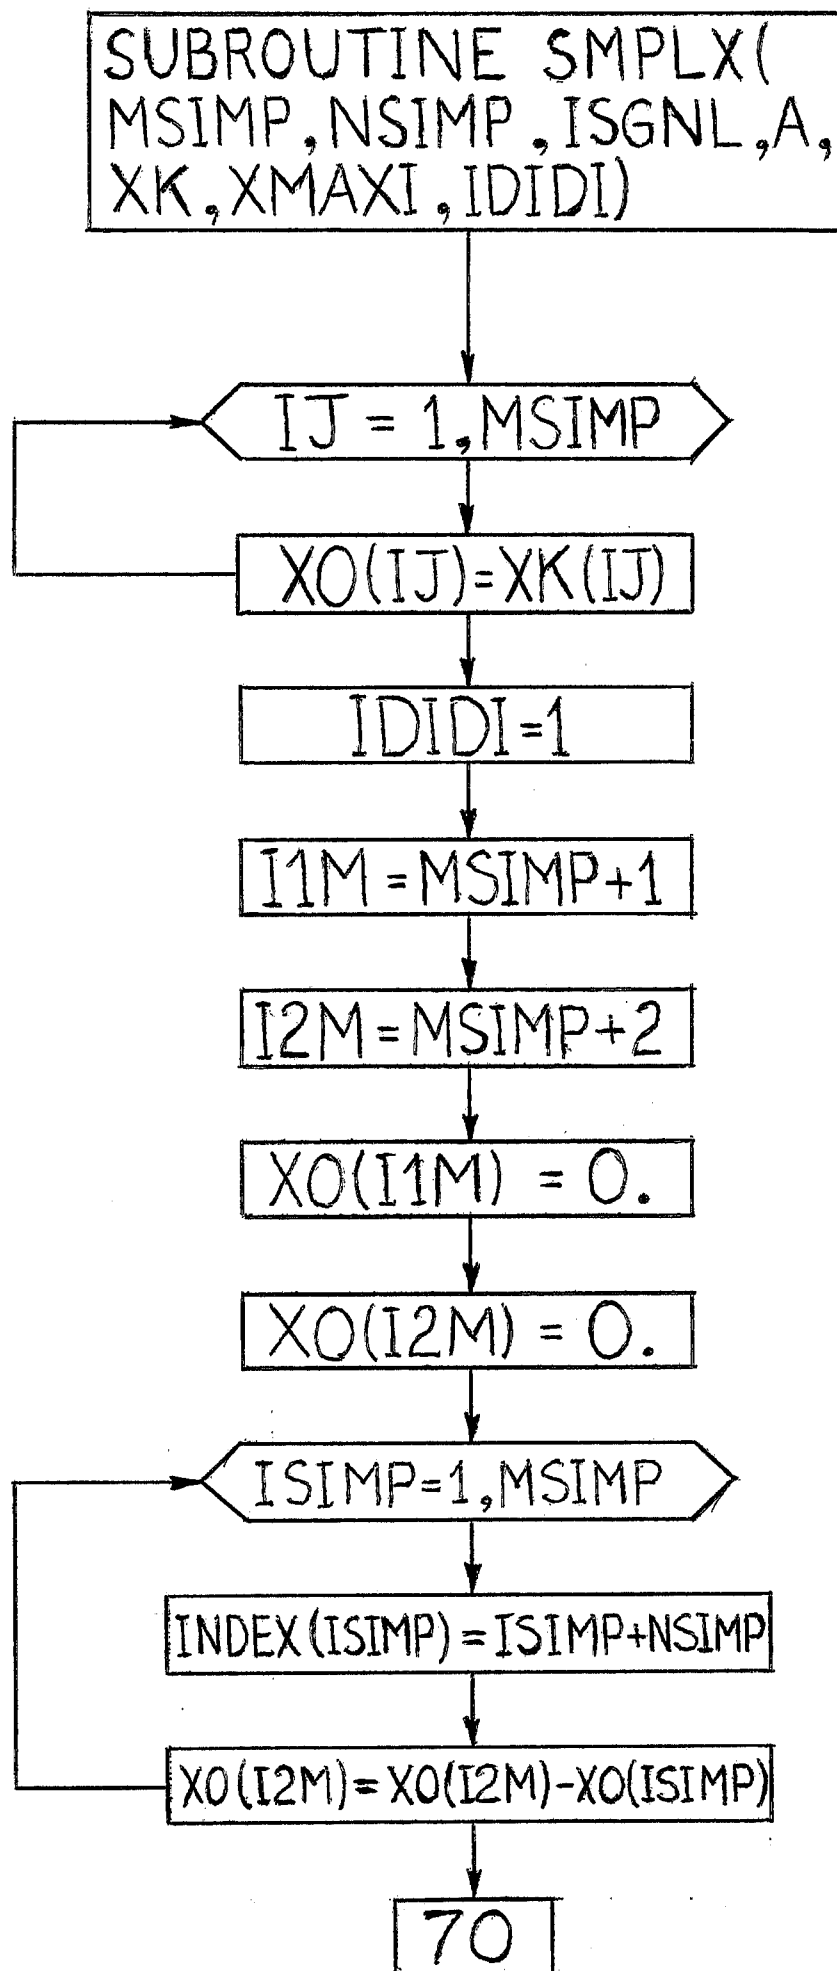 SUBROUTINE SMPLX(
MSIMP,NSIMP,ISGNL,A,
XK,XMAXI,IDIDI)
IJ = 1,MSIMP
XO(IJ)=XK(IJ)
IDIDI=1
I1M=MSIMP+1
I2M=MSIMP+2
XO(I1M) = 0.
XO(I2M) = 0.
ISIMP=1,MSIMP
INDEX(ISIMP)=ISIMP+NSIMP
XO(I2M)=XO(I2M)-XO(ISIMP)
70